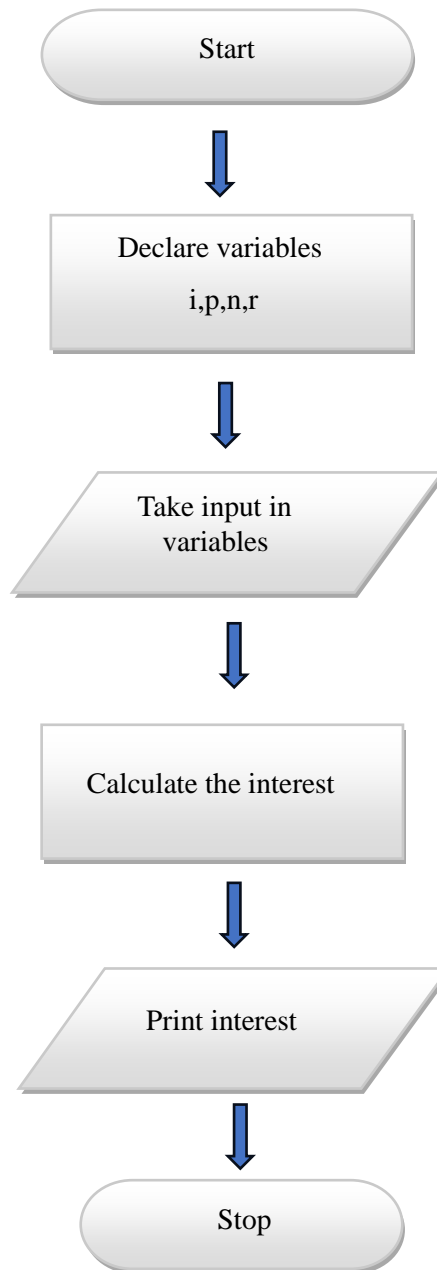 Start
Declare variables
i,p,n,r
Take input in
variables
Calculate the interest
Print interest
Stop